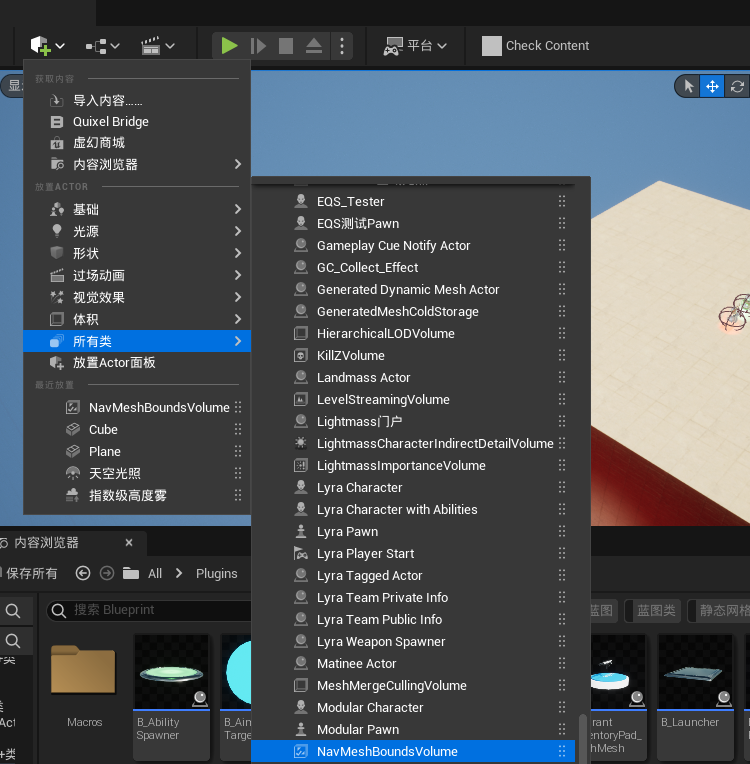 平台
Check Content
显
获取内容
导入内容……
Quixel Bridge
虚幻商城
内容浏览器
放置ACTOR
基础
光源
形状
过场动画
视觉效果
体积
所有类
放置Actor面板
最近放置
NavMeshBoundsVolume
Cube
Plane
天空光照
指数级高度雾
EQS_Tester
EQS测试Pawn
Gameplay Cue Notify Actor
GC_Collect_Effect
Generated Dynamic Mesh Actor
GeneratedMeshColdStorage
HierarchicalLODVolume
KillZVolume
Landmass Actor
LevelStreamingVolume
Lightmass门户
LightmassCharacterIndirectDetailVolume
LightmassImportanceVolume
Lyra Character
Lyra Character with Abilities
Lyra Pawn
Lyra Player Start
Lyra Tagged Actor
Lyra Team Private Info
Lyra Team Public Info
Lyra Weapon Spawner
Matinee Actor
MeshMergeCullingVolume
Modular Character
Modular Pawn
NavMeshBoundsVolume
内容浏览器
保存所有
All
Plugins
搜索 Blueprint
蓝图
蓝图类
静态网格
类
Act
+类
Macros
B_Ability
Spawner
B_Ain
Targe
rant
entoryPad_
hMesh
B_Launcher